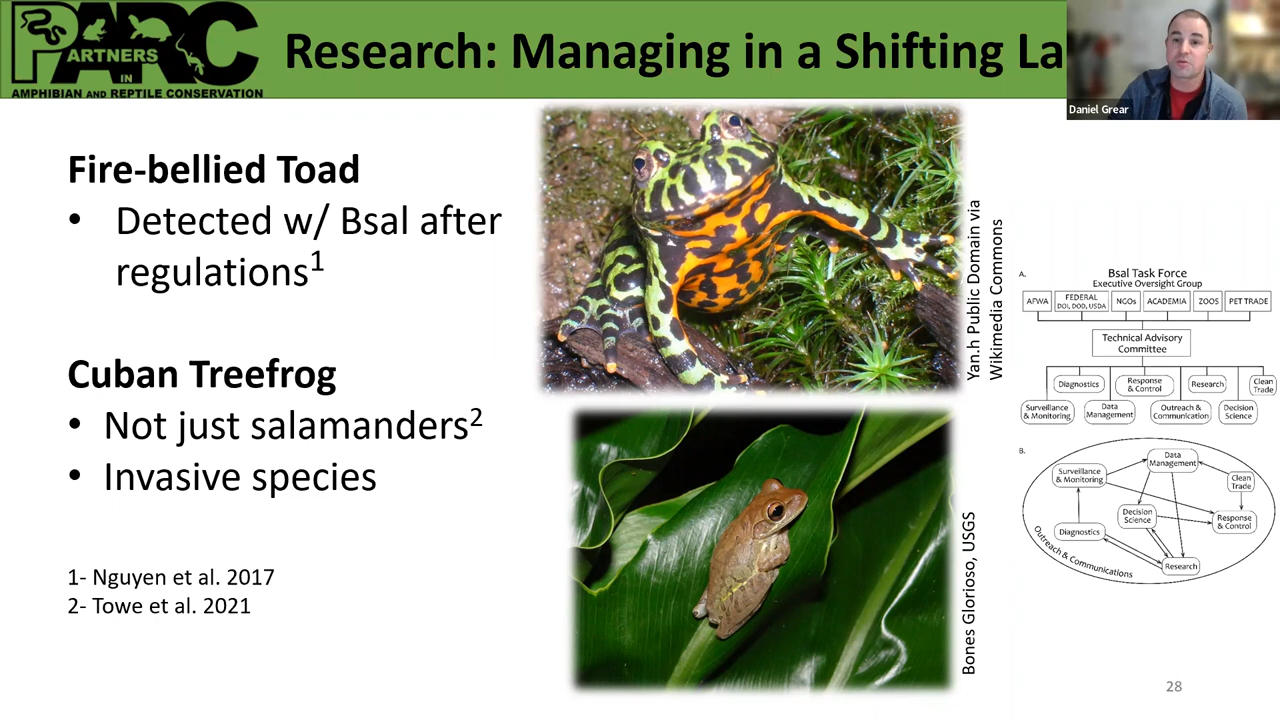 PARC
PARTNERS
IN
AMPHIBIAN AND REPTILE CONSERVATION
Research: Managing in a Shifting La
Daniel Grear
Fire-bellied Toad
• Detected w/ Bsal after
regulations1
Cuban Treefrog
• Not just salamanders2
• Invasive species
1- Nguyen et al. 2017
2- Towe et al. 2021
Yan.h Public Domain via
Wikimedia Commons
Bones Glorioso, USGS
A.
Bsal Task Force
Executive Oversight Group
AFWA
FEDERAL
DOI, DOD, USDA
NGOs
ACADEMIA
ZOOS
PET TRADE
Technical Advisory
Committee
Diagnostics
Response
& Control
Research
Clean
Trade
Surveillance
& Monitoring
Data
Management
Outreach &
Communication
Decision
Science
B.
Data
Management
Surveillance
& Monitoring
Clean
Trade
Decision
Science
Response
& Control
Diagnostics
Research
Outreach & Communications
28